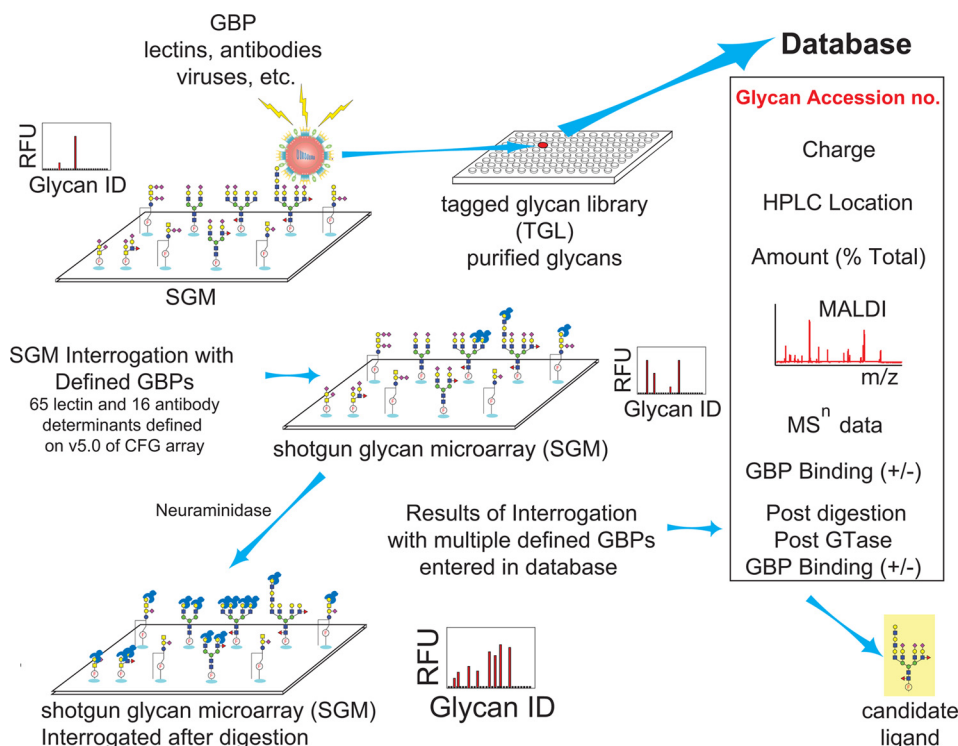 GBP
lectins, antibodies
viruses, etc.
RFU
Glycan ID
SGM
tagged glycan library
(TGL)
purified glycans
Database
Glycan Accession no.
Charge
HPLC Location
Amount (% Total)
MALDI
m/z
MSⁿ data
GBP Binding (+/-)
Post digestion
Post GTase
GBP Binding (+/-)
SGM Interrogation with
Defined GBPs
65 lectin and 16 antibody
determinants defined
on v5.0 of CFG array
shotgun glycan microarray (SGM)
RFU
Glycan ID
Neuraminidase
Results of Interrogation
with multiple defined GBPs
entered in database
shotgun glycan microarray (SGM)
Interrogated after digestion
RFU
Glycan ID
candidate
ligand